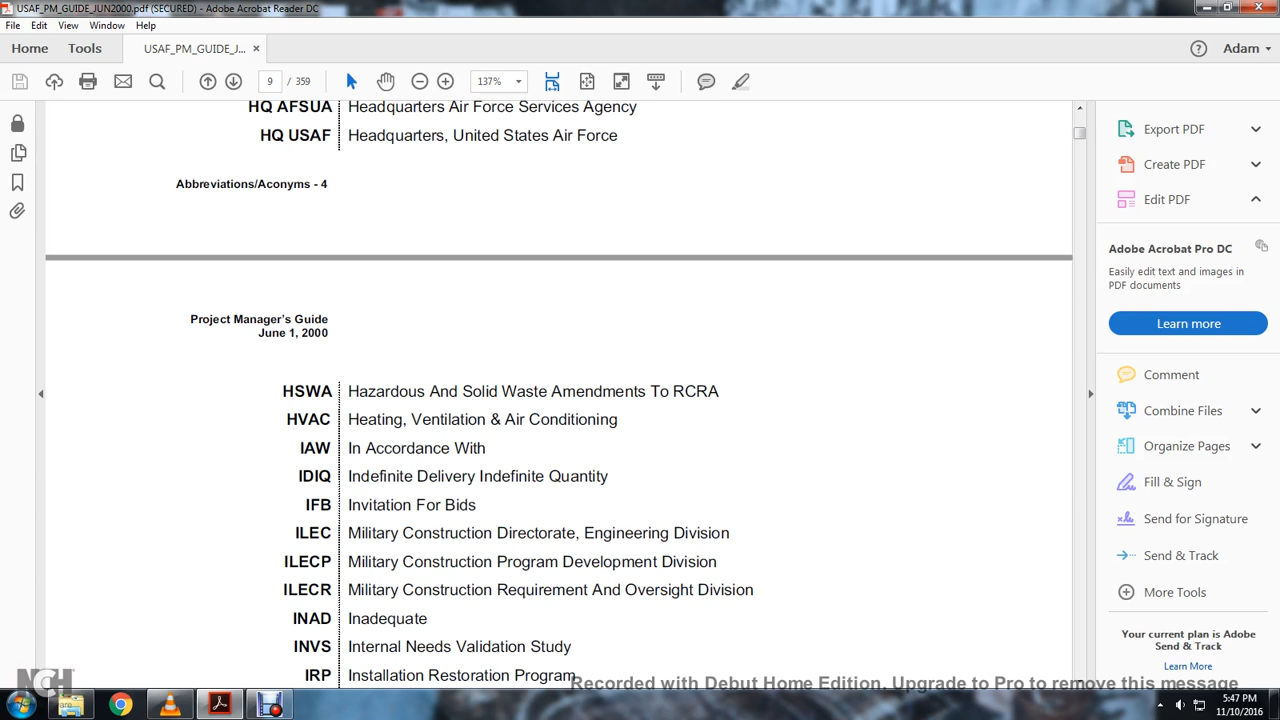 USAF_PM_GUIDE_JUN2000.pdf (SECURED) - Adobe Acrobat Reader DC
File Edit View Window Help
Home Tools USAF_PM_GUIDE_J... × Adam
9 / 359 137%
HQ AFSUA Headquarters Air Force Services Agency
HQ USAF Headquarters, United States Air Force
Abbreviations/Aconyms - 4
Project Manager's Guide
June 1, 2000
HSWA Hazardous And Solid Waste Amendments To RCRA
HVAC Heating, Ventilation & Air Conditioning
IAW In Accordance With
IDIQ Indefinite Delivery Indefinite Quantity
IFB Invitation For Bids
ILEC Military Construction Directorate, Engineering Division
ILECP Military Construction Program Development Division
ILECR Military Construction Requirement And Oversight Division
INAD Inadequate
INVS Internal Needs Validation Study
IRP Installation Restoration Program
Export PDF
Create PDF
Edit PDF
Adobe Acrobat Pro DC
Easily edit text and images in
PDF documents
Learn more
Comment
Combine Files
Organize Pages
Fill & Sign
Send for Signature
Send & Track
More Tools
Your current plan is Adobe
Send & Track
Learn More
NCH
Recorded with Debut Home Edition, Upgrade to Pro to remove this message
5:47 PM
11/10/2016